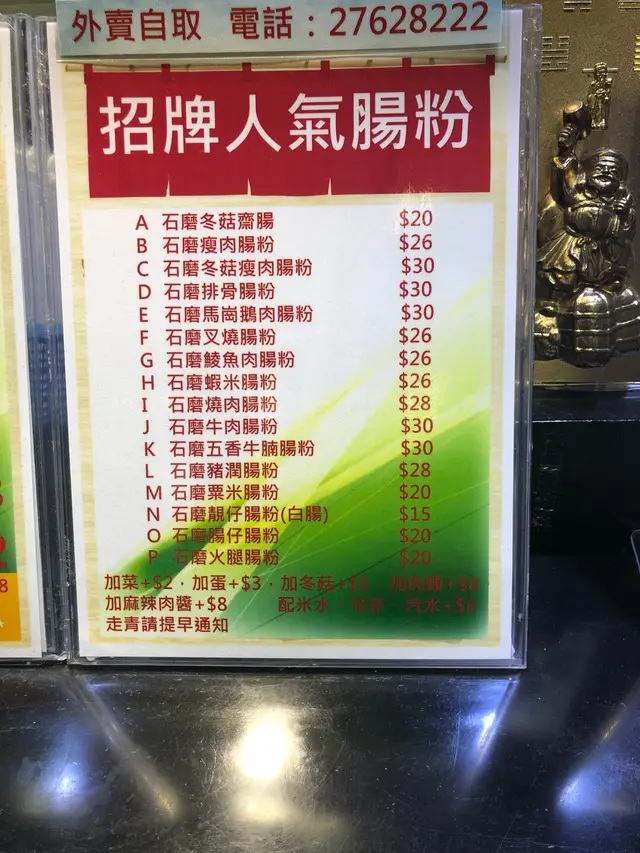 外賣自取 電話：27628222
招牌人氣腸粉
A 石磨冬菇齋腸 $20
B 石磨瘦肉腸粉 $26
C 石磨冬菇瘦肉腸粉 $30
D 石磨排骨腸粉 $30
E 石磨馬崗鵝肉腸粉 $30
F 石磨叉燒腸粉 $26
G 石磨鯪魚肉腸粉 $26
H 石磨蝦米腸粉 $26
I 石磨燒肉腸粉 $28
J 石磨牛肉腸粉 $30
K 石磨五香牛腩腸粉 $30
L 石磨豬潤腸粉 $28
M 石磨粟米腸粉 $20
N 石磨靚仔腸粉(白腸) $15
O 石磨腸仔腸粉 $20
P 石磨火腿腸粉 $20
加菜+$2．加蛋+$3．加冬菇+$5
加麻辣肉醬+$8 配米水．豆漿．汽水+$6
走青請提早通知